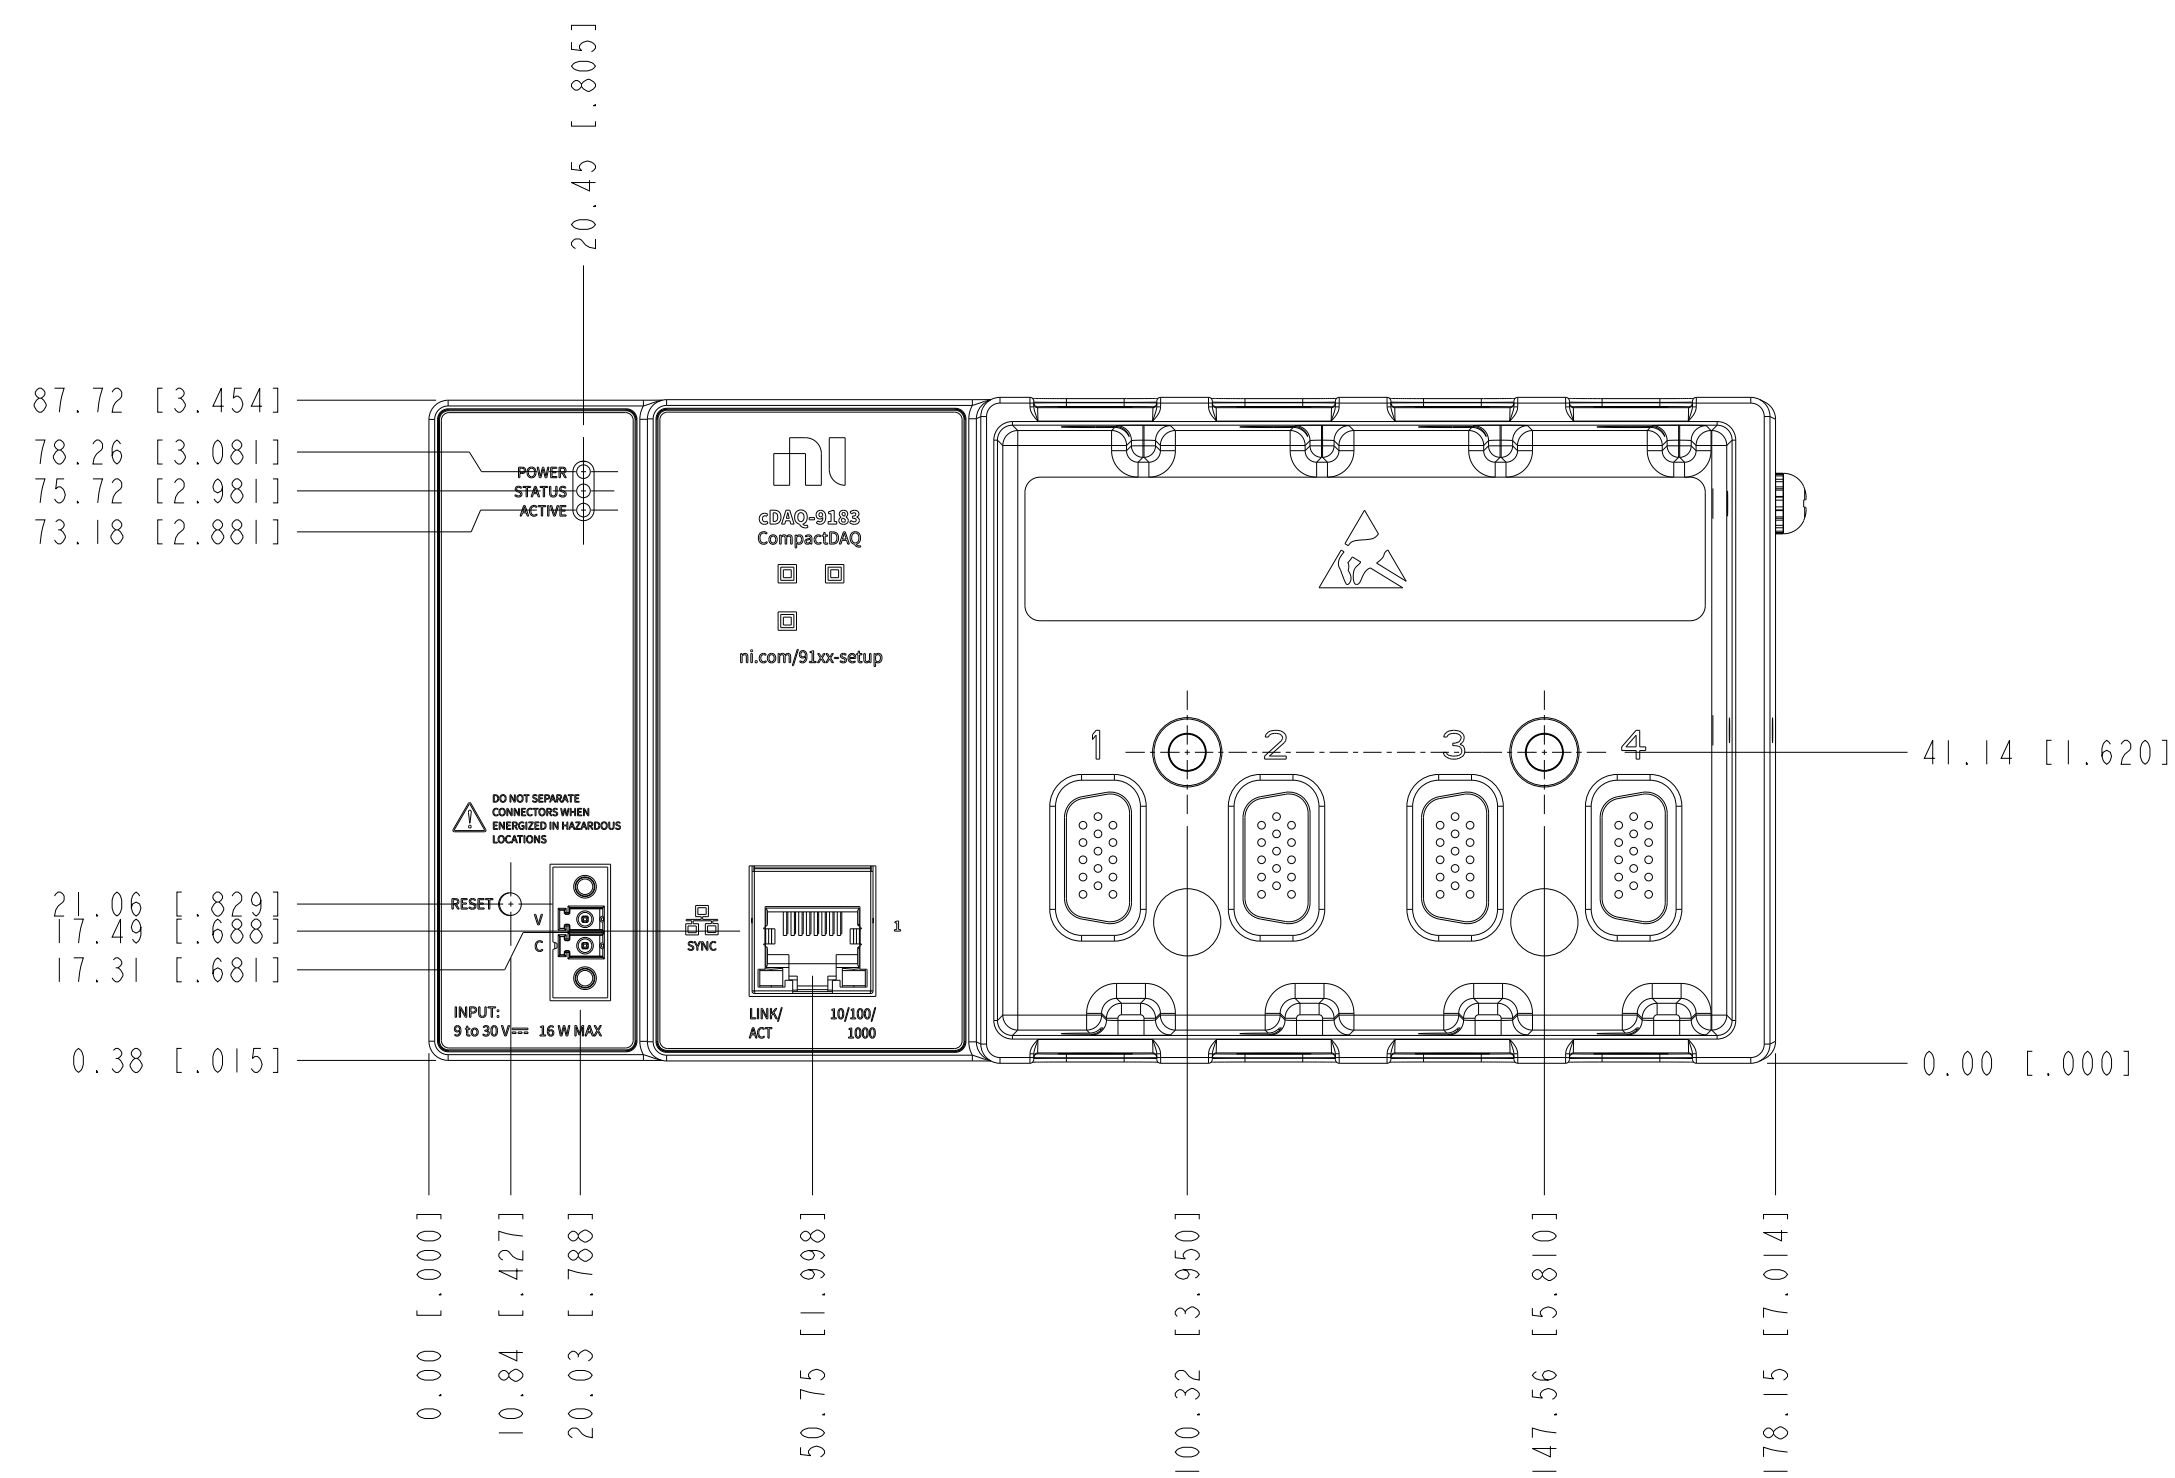 20.45 [.805]
87.72 [3.454]
78.26 [3.081]
75.72 [2.981]
73.18 [2.881]
POWER
STATUS
ACTIVE
ni
cDAQ-9183
CompactDAQ
ni.com/91xx-setup
1
2
3
4
41.14 [1.620]
DO NOT SEPARATE
CONNECTORS WHEN
ENERGIZED IN HAZARDOUS
LOCATIONS
21.06 [.829]
17.49 [.688]
17.31 [.681]
RESET
V
C
SYNC
1
INPUT:
9 to 30 V⎓ 16 W MAX
LINK/
ACT
10/100/
1000
0.38 [.015]
0.00 [.000]
0.00 [.000]
10.84 [.427]
20.03 [.788]
50.75 [1.998]
100.32 [3.950]
147.56 [5.810]
178.15 [7.014]